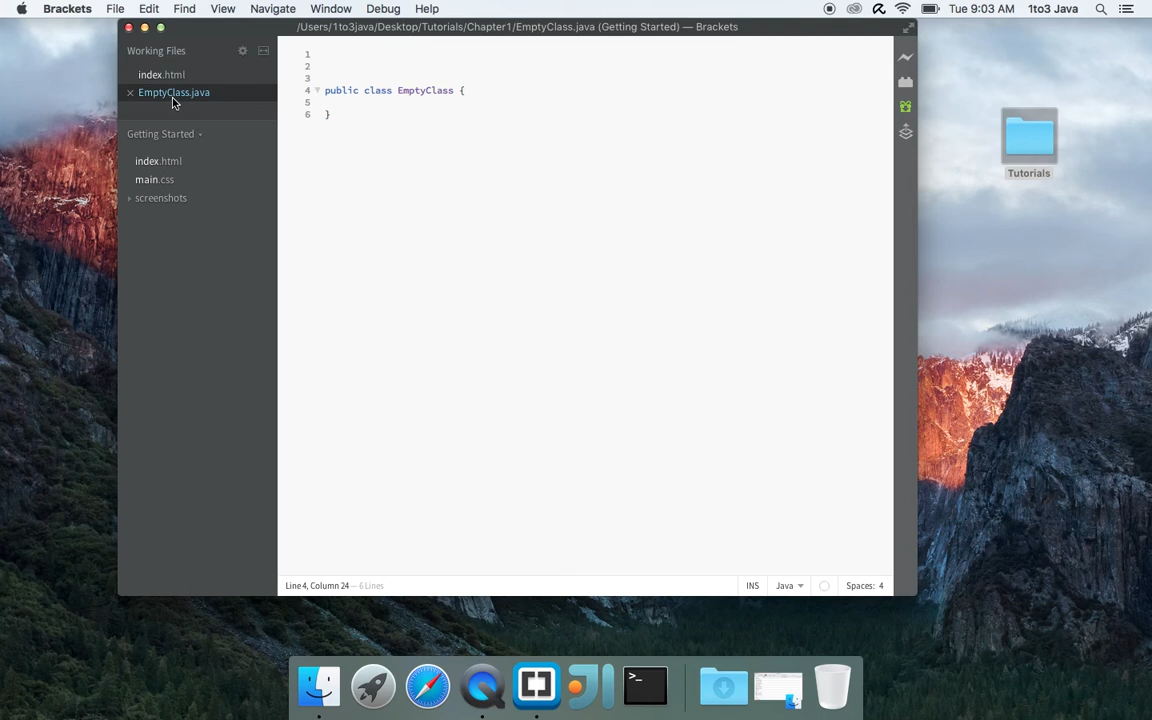 Brackets File Edit Find View Navigate Window Debug Help Tue 9:03 AM 1to3 Java
/Users/1to3java/Desktop/Tutorials/Chapter1/EmptyClass.java (Getting Started) — Brackets
Working Files
index.html
EmptyClass.java
Getting Started
index.html
main.css
screenshots
1
2
3
4 public class EmptyClass {
5
6 }
Line 4, Column 24 — 6 Lines
INS Java Spaces: 4
Tutorials
>_